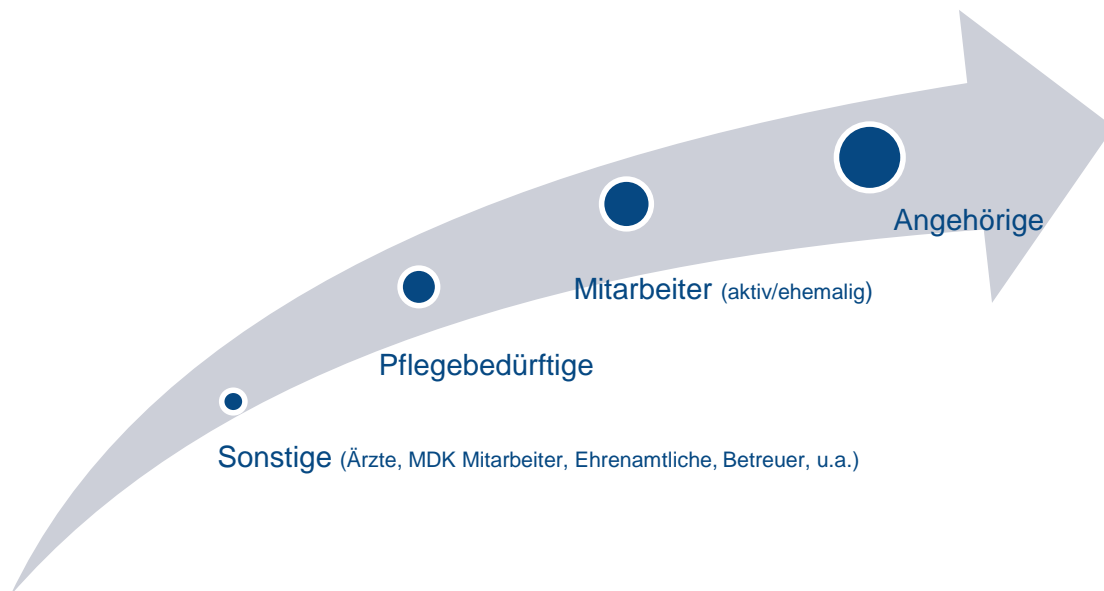 Angehörige
Mitarbeiter (aktiv/ehemalig)
Pflegebedürftige
Sonstige (Ärzte, MDK Mitarbeiter, Ehrenamtliche, Betreuer, u.a.)